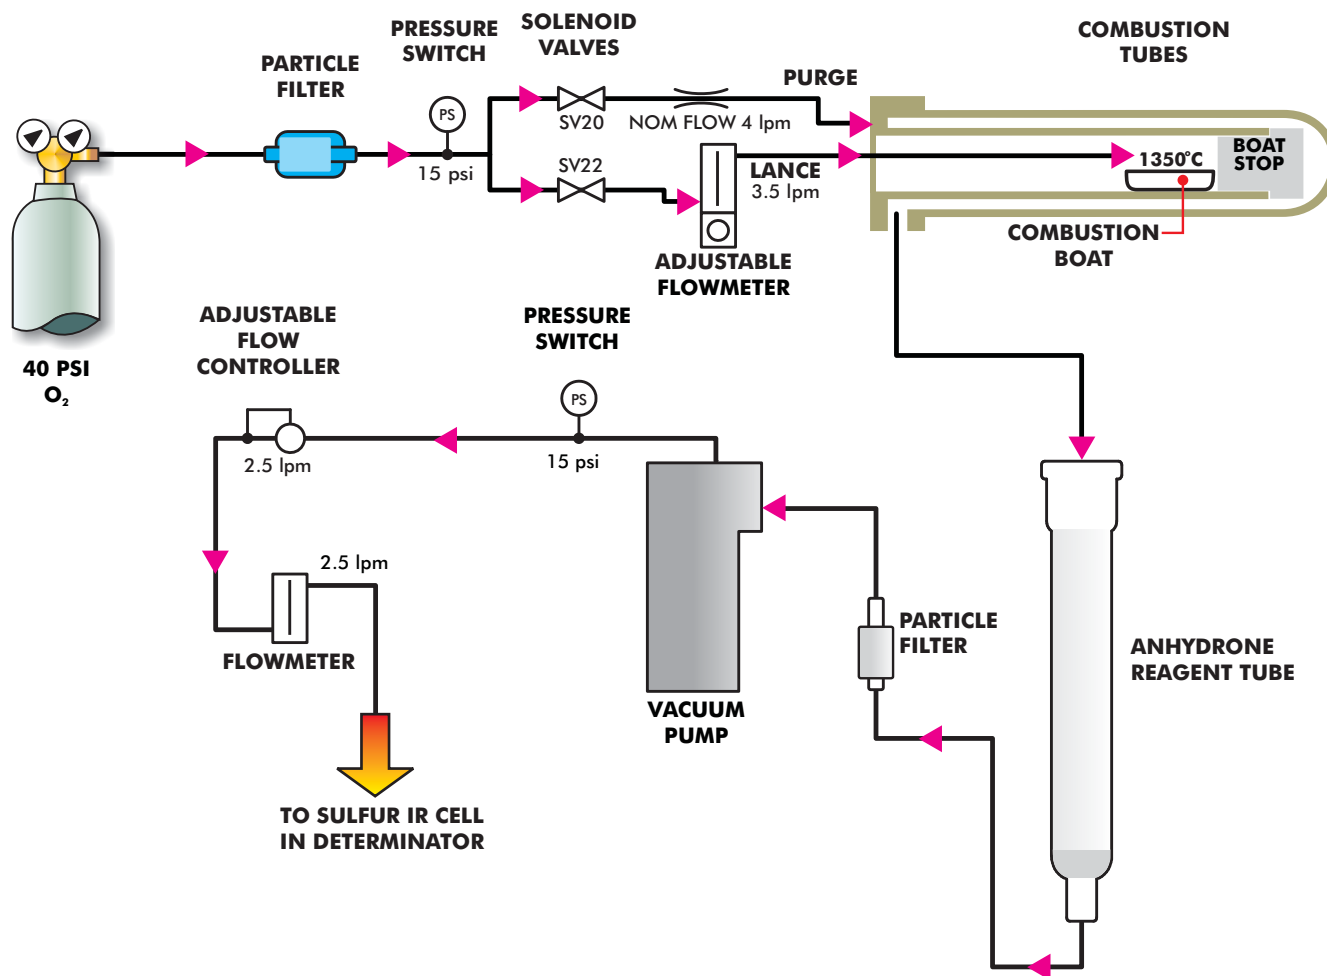 PRESSURE
SWITCH
SOLENOID
VALVES
COMBUSTION
TUBES
PARTICLE
FILTER
PURGE
PS
15 psi
SV20
NOM FLOW 4 lpm
SV22
LANCE
3.5 lpm
1350°C
BOAT
STOP
COMBUSTION
BOAT
ADJUSTABLE
FLOWMETER
40 PSI
O₂
ADJUSTABLE
FLOW
CONTROLLER
PRESSURE
SWITCH
PS
2.5 lpm
15 psi
2.5 lpm
FLOWMETER
PARTICLE
FILTER
ANHYDRONE
REAGENT TUBE
VACUUM
PUMP
TO SULFUR IR CELL
IN DETERMINATOR